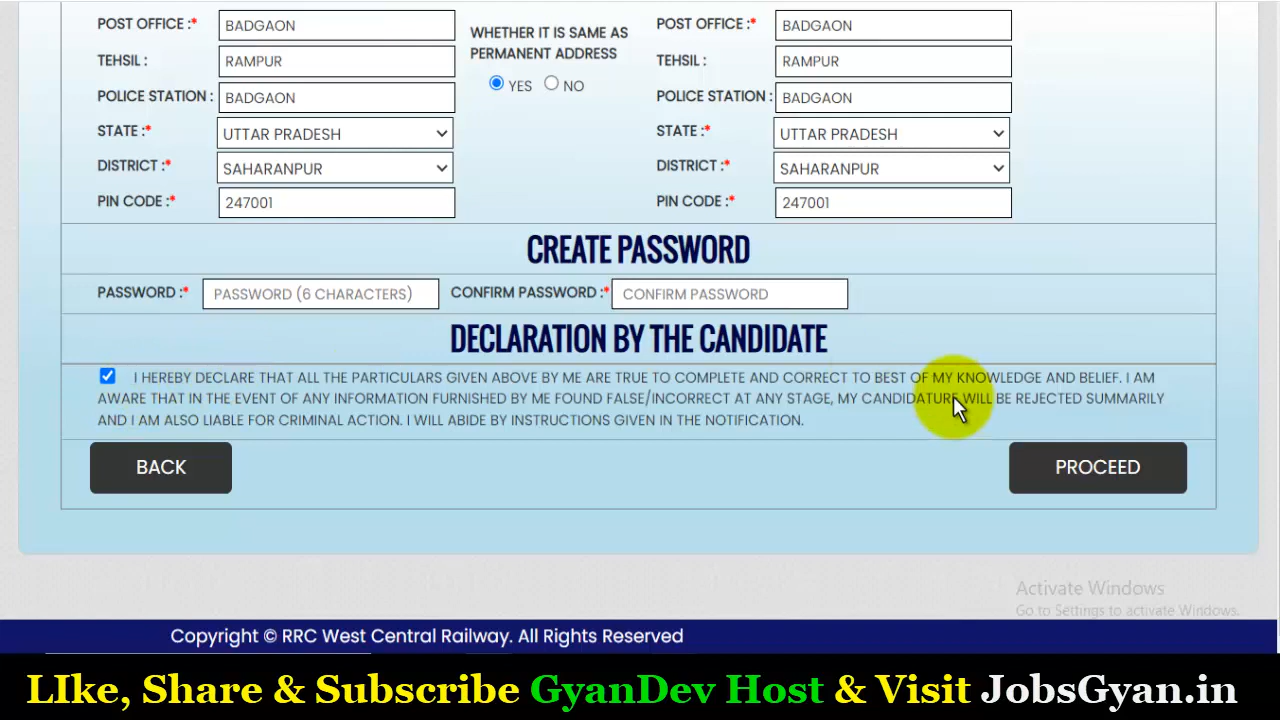 POST OFFICE :* BADGAON WHETHER IT IS SAME AS PERMANENT ADDRESS POST OFFICE :* BADGAON
TEHSIL : RAMPUR YES NO TEHSIL : RAMPUR
POLICE STATION : BADGAON POLICE STATION : BADGAON
STATE :* UTTAR PRADESH STATE :* UTTAR PRADESH
DISTRICT :* SAHARANPUR DISTRICT :* SAHARANPUR
PIN CODE :* 247001 PIN CODE :* 247001
CREATE PASSWORD
PASSWORD :* PASSWORD (6 CHARACTERS) CONFIRM PASSWORD :* CONFIRM PASSWORD
DECLARATION BY THE CANDIDATE
I HEREBY DECLARE THAT ALL THE PARTICULARS GIVEN ABOVE BY ME ARE TRUE TO COMPLETE AND CORRECT TO BEST OF MY KNOWLEDGE AND BELIEF. I AM
AWARE THAT IN THE EVENT OF ANY INFORMATION FURNISHED BY ME FOUND FALSE/INCORRECT AT ANY STAGE, MY CANDIDATURE WILL BE REJECTED SUMMARILY
AND I AM ALSO LIABLE FOR CRIMINAL ACTION. I WILL ABIDE BY INSTRUCTIONS GIVEN IN THE NOTIFICATION.
BACK PROCEED
Activate Windows
Go to Settings to activate Windows.
Copyright © RRC West Central Railway. All Rights Reserved
LIke, Share & Subscribe GyanDev Host & Visit JobsGyan.in